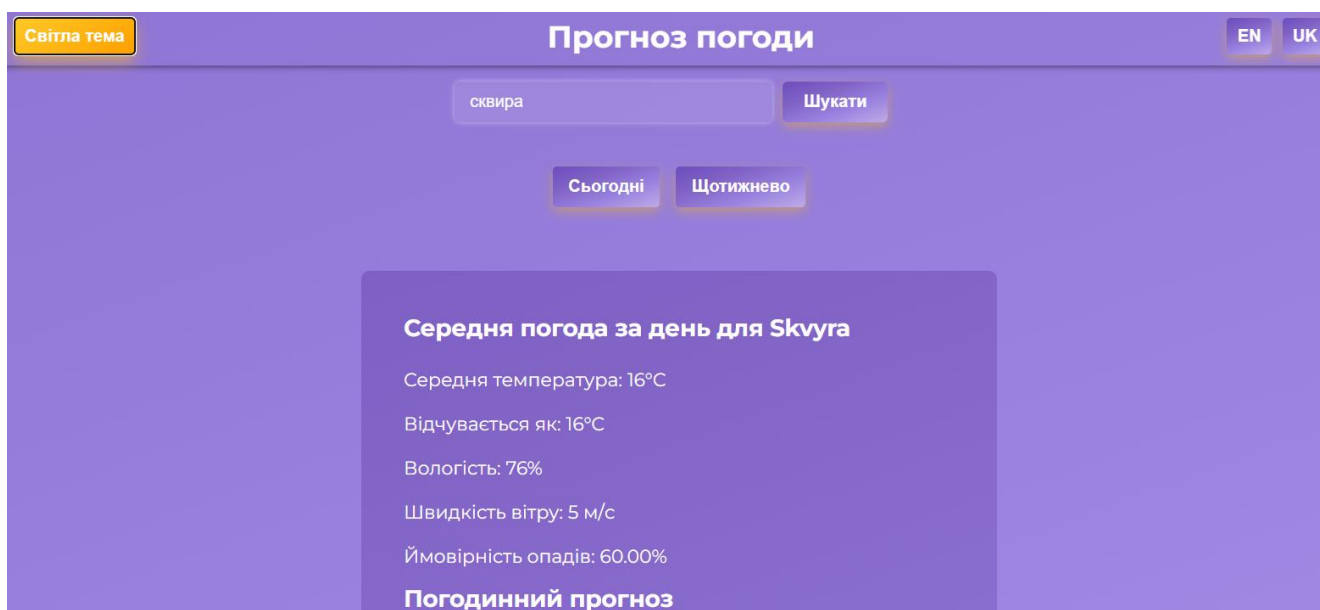 Світла тема
Прогноз погоди
EN UK
сквира
Шукати
Сьогодні
Щотижнево
Середня погода за день для Skvyra
Середня температура: 16°C
Відчувається як: 16°C
Вологість: 76%
Швидкість вітру: 5 м/с
Ймовірність опадів: 60.00%
Погодинний прогноз